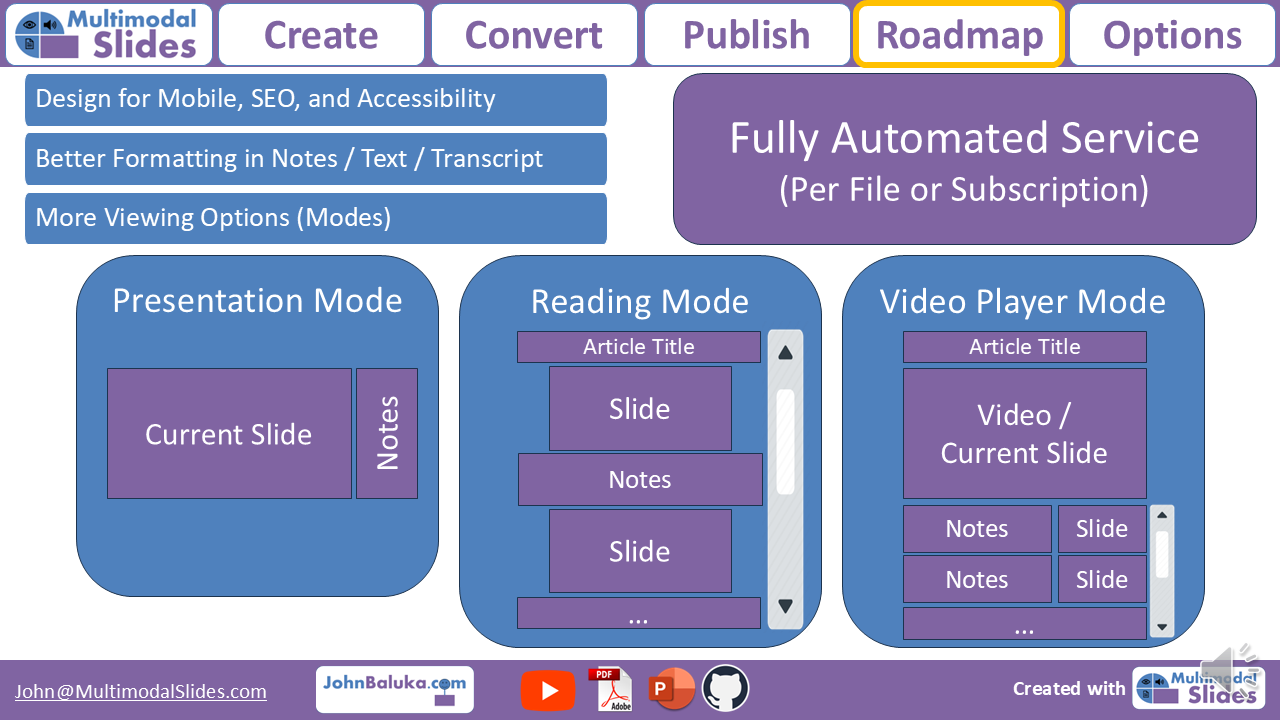 Multimodal
Slides
Create
Convert
Publish
Roadmap
Options
Design for Mobile, SEO, and Accessibility
Better Formatting in Notes / Text / Transcript
More Viewing Options (Modes)
Fully Automated Service
(Per File or Subscription)
Presentation Mode
Current Slide
Notes
Reading Mode
Article Title
Slide
Notes
Slide
...
Video Player Mode
Article Title
Video /
Current Slide
Notes
Slide
Notes
Slide
...
John@MultimodalSlides.com
JohnBaluka.com
PDF
Adobe
P
Created with
Multimodal
Slides